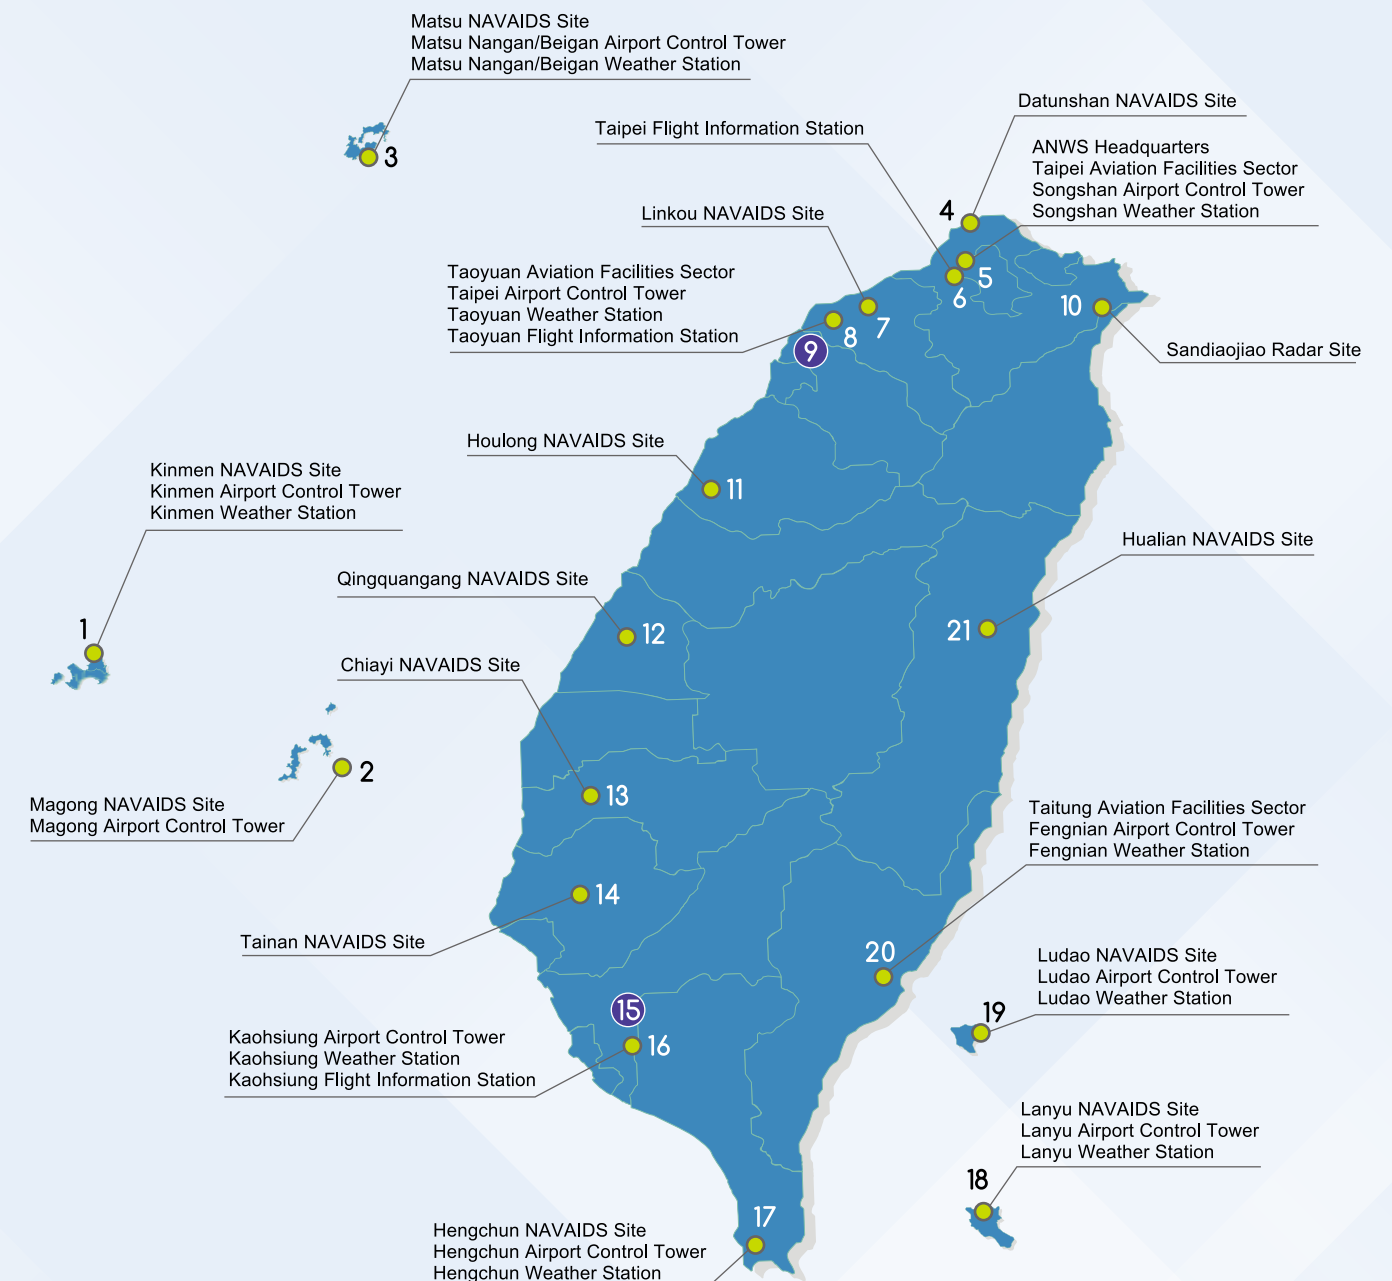 Matsu NAVAIDS Site
Matsu Nangan/Beigan Airport Control Tower
Matsu Nangan/Beigan Weather Station
3
Datunshan NAVAIDS Site
Taipei Flight Information Station
ANWS Headquarters
Taipei Aviation Facilities Sector
Songshan Airport Control Tower
Songshan Weather Station
4
Linkou NAVAIDS Site
5
6
Taoyuan Aviation Facilities Sector
Taipei Airport Control Tower
Taoyuan Weather Station
Taoyuan Flight Information Station
7
8
9
10
Sandiaojiao Radar Site
Houlong NAVAIDS Site
11
Kinmen NAVAIDS Site
Kinmen Airport Control Tower
Kinmen Weather Station
1
Hualian NAVAIDS Site
21
Qingquangang NAVAIDS Site
12
Chiayi NAVAIDS Site
13
2
Magong NAVAIDS Site
Magong Airport Control Tower
Taitung Aviation Facilities Sector
Fengnian Airport Control Tower
Fengnian Weather Station
20
14
Tainan NAVAIDS Site
Ludao NAVAIDS Site
Ludao Airport Control Tower
Ludao Weather Station
19
15
16
Kaohsiung Airport Control Tower
Kaohsiung Weather Station
Kaohsiung Flight Information Station
Lanyu NAVAIDS Site
Lanyu Airport Control Tower
Lanyu Weather Station
18
17
Hengchun NAVAIDS Site
Hengchun Airport Control Tower
Hengchun Weather Station